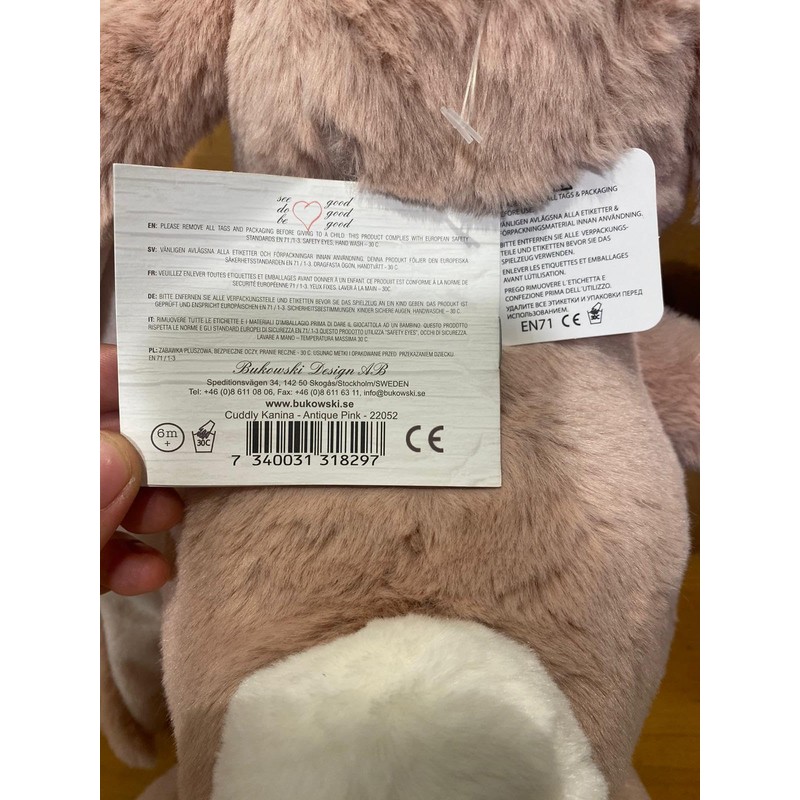 see good
do good
be good
EN: PLEASE REMOVE ALL TAGS AND PACKAGING BEFORE GIVING TO A CHILD. THIS PRODUCT COMPLIES WITH EUROPEAN SAFETY
STANDARDS EN 71 /1-3. SAFETY EYES. HAND WASH – 30 C.
SV: VÄNLIGEN AVLÄGSNA ALLA ETIKETTER OCH FÖRPACKNINGAR INNAN ANVÄNDNING. DENNA PRODUKT FÖLJER DEN EUROPEISKA
SÄKERHETSSTANDARDEN EN 71 / 1-3. DRAGFASTA ÖGON, HANDTVÄTT - 30 C.
FR: VEUILLEZ ENLEVER TOUTES ÉTIQUETTES ET EMBALLAGES AVANT DONNER A UN ENFANT. CE PRODUIT EST CONFORME À LA NORME DE
SECURITÉ EUROPÉENNE EN 71 / 1-3. YEUX FIXES. LAVER À LA MAIN – 30C.
DE: BITTE ENFERNEN SIE ALLE VERPACKUNGSTEILE UND ETIKETTEN BEVOR SIE DAS SPIELZEUG AN EIN KIND GEBEN. DAS PRODUKT IST
GEPRÜFT UND ENSPRICHT EUROPÄISCHEN EN 71 / 1-3. SICHERHEITSBESTIMMUNGEN. KINDER SICHERE AUGEN. HANDWASCHE – 30 C
IT: RIMUOVERE TUTTE LE ETICHETTE E I MATERIALI D'IMBALLAGGIO PRIMA DI DARE IL GIOCATTOLO AD UN BAMBINO. QUESTO PRODOTTO
RISPETTA LE NORME E GLI STANDARD EUROPEI DI SICUREZZA EN 71 / 1-3 QUESTO PRODOTTO UTILIZZA "SAFETY EYES", OCCHI DI SICUREZZA.
LAVARE A MANO – TEMPERATURA MASSIMA 30 C
PL: ZABAWKA PLUSZOWA, BEZPIECZNE OCZY, PRANIE RĘCZNE - 30 C. USUNAC METKI I OPAKOWANIE PRZED PRZEKAZANIEM DZIECKU.
EN 71 / 1-3
Bukowski Design AB
Speditionsvägen 34, 142 50 Skogås/Stockholm/SWEDEN
Tel: +46 (0)8 611 08 06, Fax: +46 (0)8 611 63 11, info@bukowski.se
www.bukowski.se
Cuddly Kanina - Antique Pink - 22052
6m
+
30C
CE
7 340031 318297
ALL TAGS & PACKAGING
VÄNLIGEN AVLÄGSNA ALLA ETIKETTER &
FÖRPACKNINGAR INNAN ANVÄNDNING.
BITTE ENTFERNEN SIE ALLE VERPACKUNGS-
TEILE UND ETIKETTEN BEVOR SIE DAS
SPIELZEUG VERWENDEN.
ENLEVER LES ETIQUETTES ET EMBALLAGES
AVANT LÚTILISATION.
PREGO RIMUOVERE L'ETICHETTA E
CONFEZIONE PRIMA DELL'UTILIZZO.
УДАЛИТЕ ВСЕ ЭТИКЕТКИ И УПАКОВКИ ПЕРЕД
ИСПОЛЬЗОВАНИЕМ.
EN71 CE